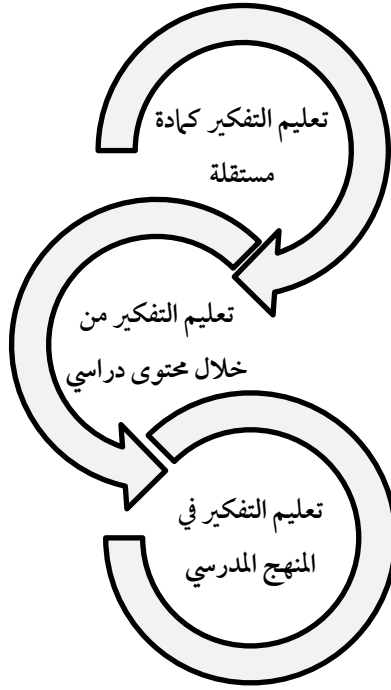 تعليم التفكير كمادة
مستقلة
تعليم التفكير من
خلال محتوى دراسي
تعليم التفكير في
المنهج المدرسي